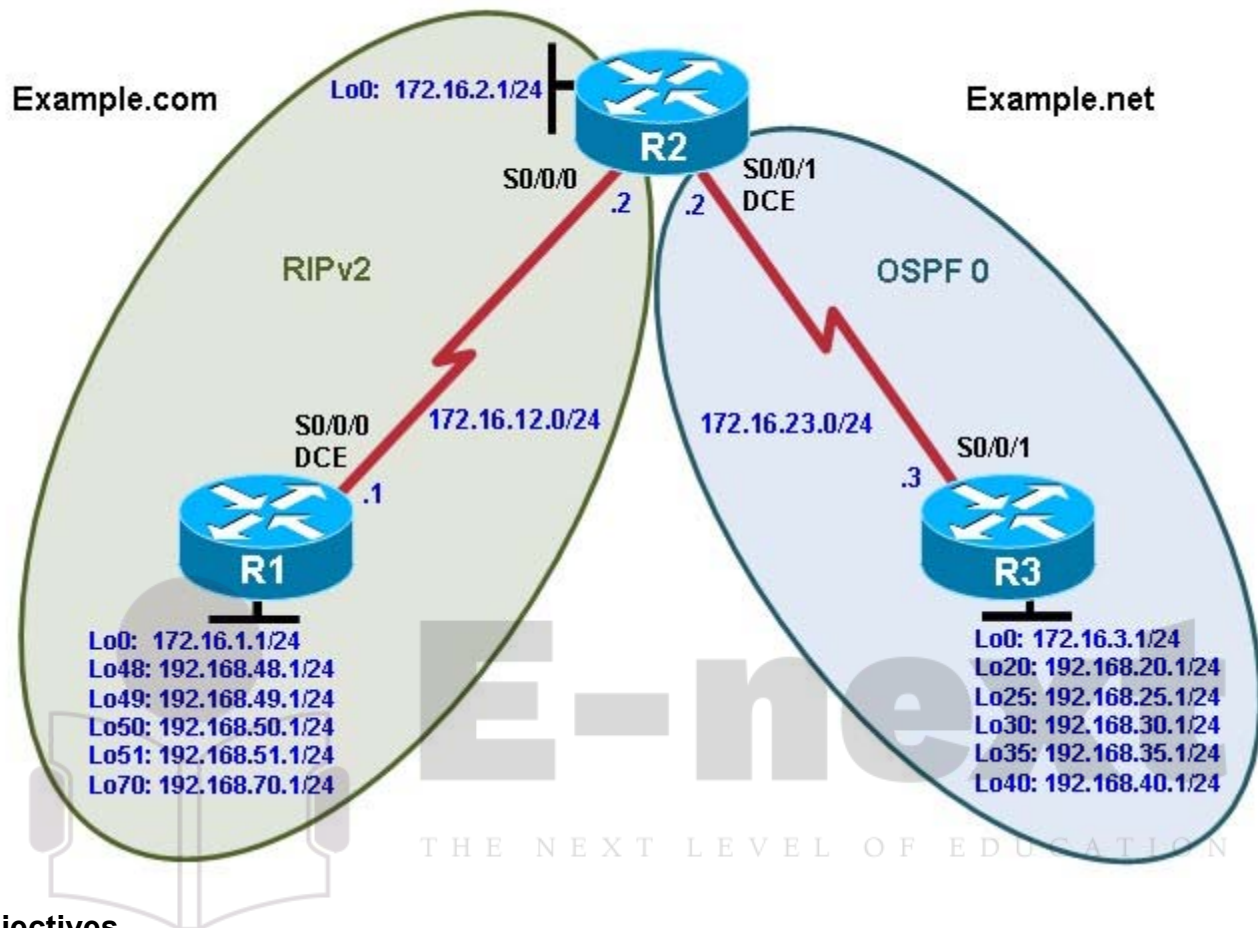 Example.com
Lo0: 172.16.2.1/24
R2
Example.net
S0/0/0
.2
.2
S0/0/1
DCE
RIPv2
OSPF 0
172.16.12.0/24
172.16.23.0/24
S0/0/0
DCE
.1
S0/0/1
.3
R1
R3
Lo0: 172.16.1.1/24
Lo48: 192.168.48.1/24
Lo49: 192.168.49.1/24
Lo50: 192.168.50.1/24
Lo51: 192.168.51.1/24
Lo70: 192.168.70.1/24
Lo0: 172.16.3.1/24
Lo20: 192.168.20.1/24
Lo25: 192.168.25.1/24
Lo30: 192.168.30.1/24
Lo35: 192.168.35.1/24
Lo40: 192.168.40.1/24
E-next
THE NEXT LEVEL OF EDUCATION